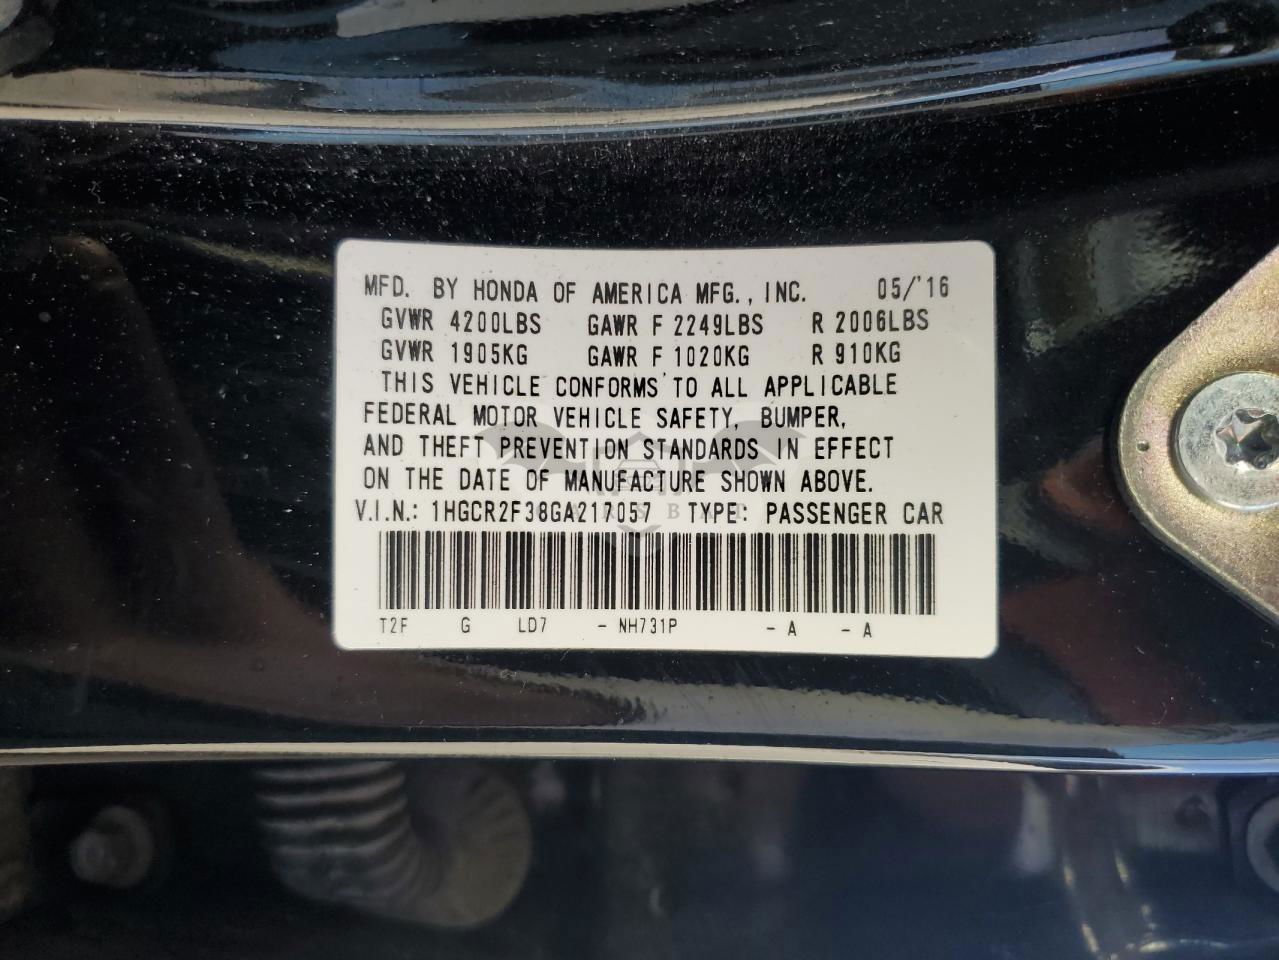 MFD. BY HONDA OF AMERICA MFG., INC. 05/'16
GVWR 4200LBS GAWR F 2249LBS R 2006LBS
GVWR 1905KG GAWR F 1020KG R 910KG
THIS VEHICLE CONFORMS TO ALL APPLICABLE
FEDERAL MOTOR VEHICLE SAFETY, BUMPER,
AND THEFT PREVENTION STANDARDS IN EFFECT
ON THE DATE OF MANUFACTURE SHOWN ABOVE.
V.I.N.: 1HGCR2F38GA217057 TYPE: PASSENGER CAR
T2F G LD7 - NH731P - A - A